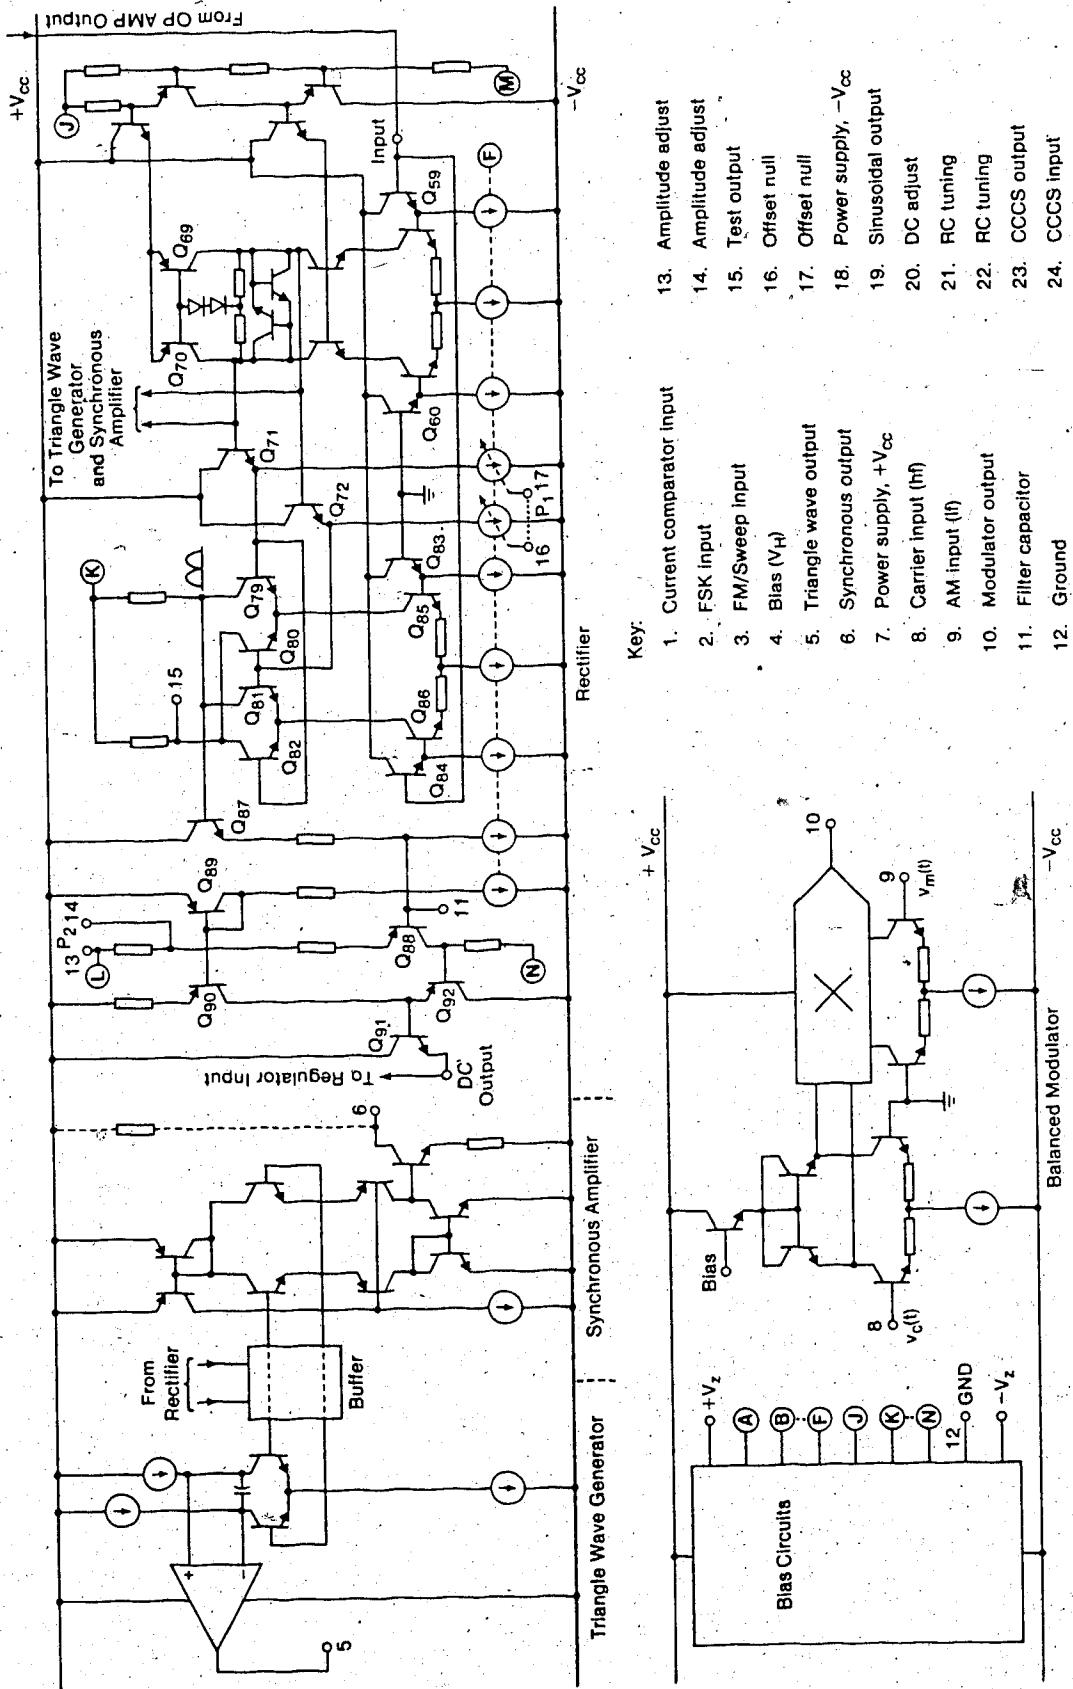 +Vcc
From OP AMP Output
J
M
−Vcc
To Triangle Wave
Generator
and Synchronous
Amplifier
Q69
Q70
Input
Q59
F
Q71
Q72
Q60
K
Q79
Q80
Q83
P1 17
16
15
Q81
Q82
Q85
Q86
Q84
Rectifier
Q87
Q89
13 P2 14
L
11
Q88
N
Q90
Q92
Q91
To Regulator Input
DC
Output
6
Synchronous Amplifier
From
Rectifier
Buffer
Triangle Wave Generator
+
−
5
Key:
1. Current comparator input
2. FSK input
3. FM/Sweep input
4. Bias (VH)
5. Triangle wave output
6. Synchronous output
7. Power supply, +Vcc
8. Carrier input (hf)
9. AM input (lf)
10. Modulator output
11. Filter capacitor
12. Ground
13. Amplitude adjust
14. Amplitude adjust
15. Test output
16. Offset null
17. Offset null
18. Power supply, −Vcc
19. Sinusoidal output
20. DC adjust
21. RC tuning
22. RC tuning
23. CCCS output
24. CCCS input
+ Vcc
Bias
10
9
vm(t)
8
vc(t)
−Vcc
Balanced Modulator
Bias Circuits
+Vz
A
B
F
J
K
N
12 GND
−Vz